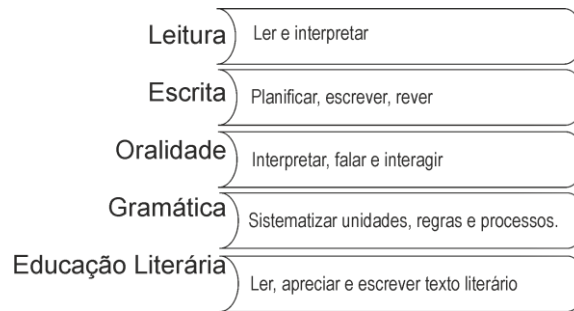 Leitura
Ler e interpretar
Escrita
Planificar, escrever, rever
Oralidade
Interpretar, falar e interagir
Gramática
Sistematizar unidades, regras e processos.
Educação Literária
Ler, apreciar e escrever texto literário